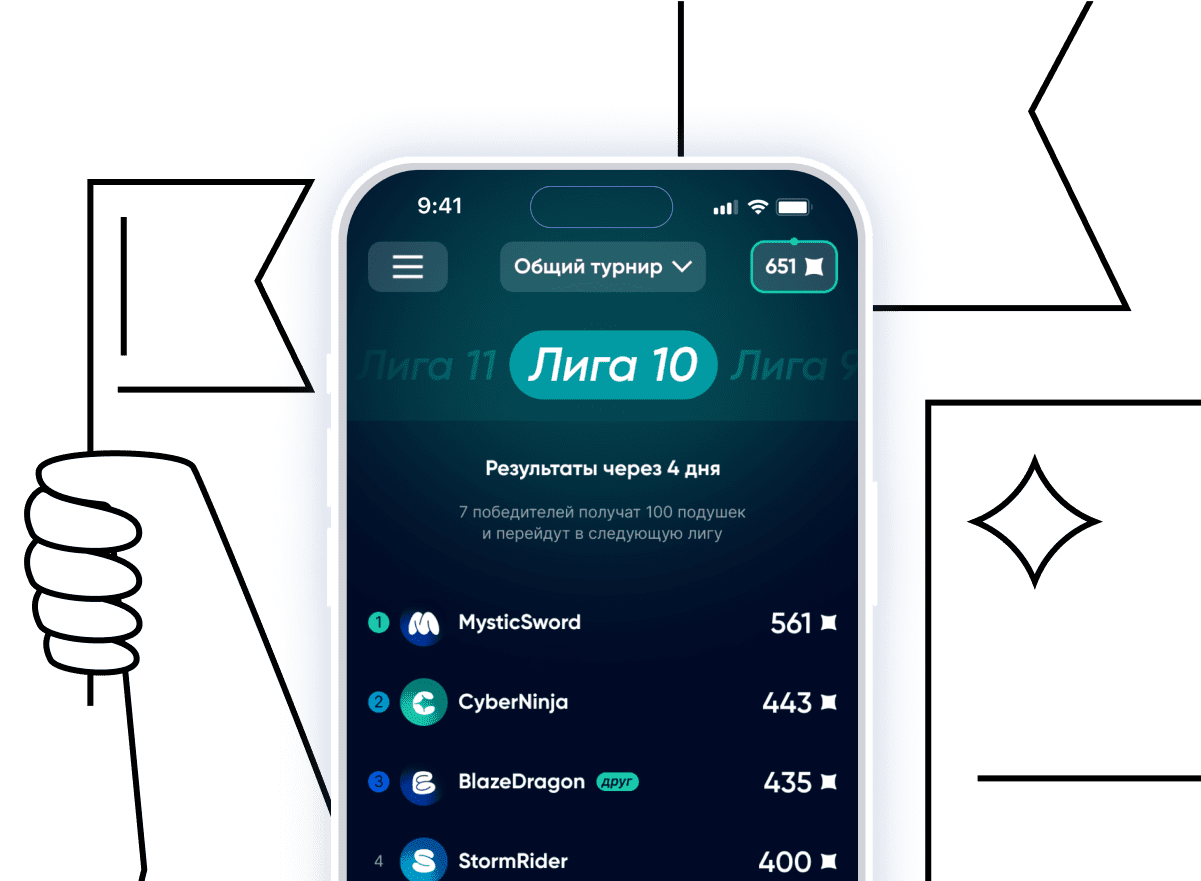 9:41
Общий турнир
651
Лига 11
Лига 10
Лига 9
Результаты через 4 дня
7 победителей получат 100 подушек
и перейдут в следующую лигу
1 MysticSword 561
2 CyberNinja 443
3 BlazeDragon друг 435
4 StormRider 400